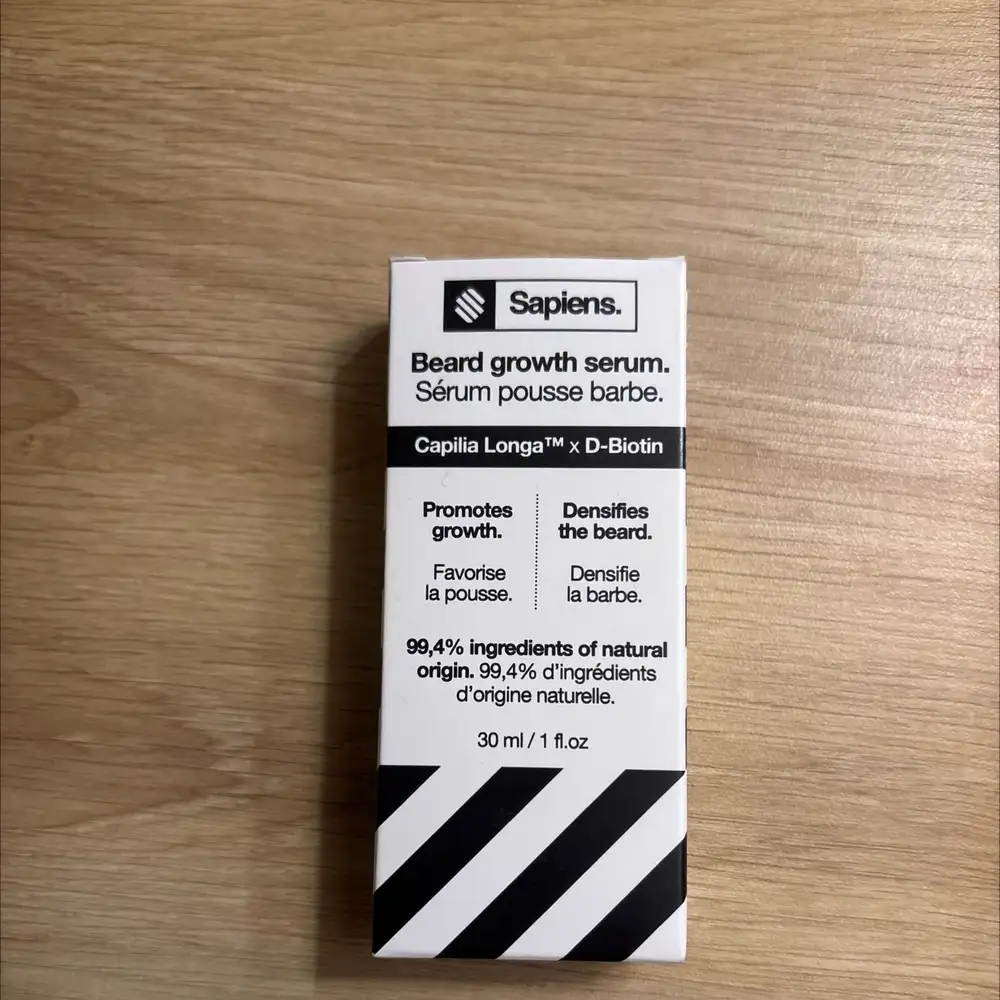 Sapiens.
Beard growth serum.
Sérum pousse barbe.
Capilia Longa™ x D-Biotin
Promotes
growth.
Favorise
la pousse.
Densifies
the beard.
Densifie
la barbe.
99,4% ingredients of natural
origin. 99,4% d'ingrédients
d'origine naturelle.
30 ml / 1 fl.oz